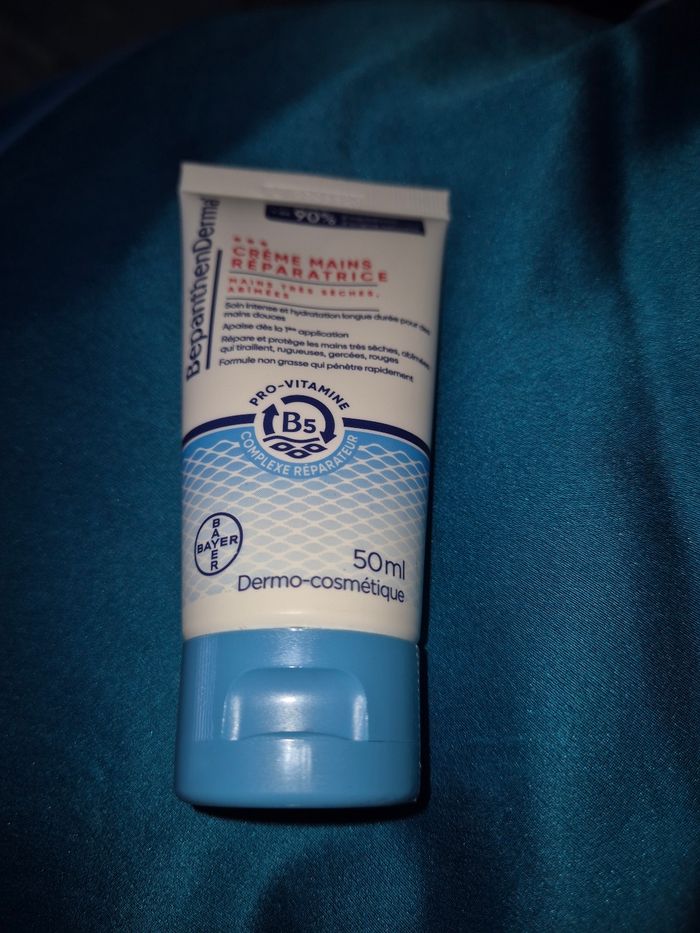 90%
BepanthenDerma
CRÈME MAINS
RÉPARATRICE
MAINS TRÈS SÈCHES,
ABÎMÉES
Soin intense et hydratation longue durée pour des
mains douces
Apaise dès la 1ère application
Répare et protège les mains très sèches, abîmées
qui tiraillent, rugueuses, gercées, rouges
Formule non grasse qui pénètre rapidement
PRO-VITAMINE
B5
COMPLEXE RÉPARATEUR
BAYER
BAYER
50ml
Dermo-cosmétique